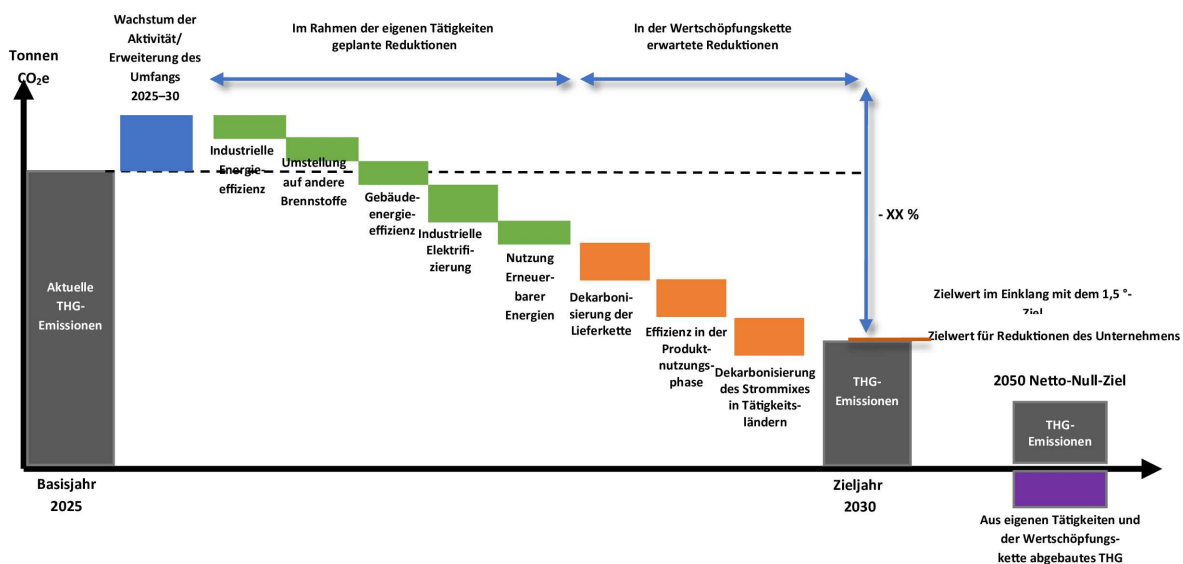 Tonnen
CO₂e
Wachstum der
Aktivität/
Erweiterung des
Umfangs
2025–30
Im Rahmen der eigenen Tätigkeiten
geplante Reduktionen
In der Wertschöpfungskette
erwartete Reduktionen
Industrielle
Energie-
effizienz
Umstellung
auf andere
Brennstoffe
Gebäude-
energie-
effizienz
Industrielle
Elektrifi-
zierung
Nutzung
Erneuer-
barer
Energien
Dekarboni-
sierung der
Lieferkette
Effizienz in der
Produkt-
nutzungs-
phase
Dekarbonisierung
des Strommixes
in Tätigkeits-
ländern
- XX %
Zielwert im Einklang mit dem 1,5 °-
Ziel
Zielwert für Reduktionen des Unternehmens
Aktuelle
THG-
Emissionen
THG-
Emissionen
2050 Netto-Null-Ziel
THG-
Emissionen
Basisjahr
2025
Zieljahr
2030
Aus eigenen Tätigkeiten und
der Wertschöpfungs-
kette abgebautes THG